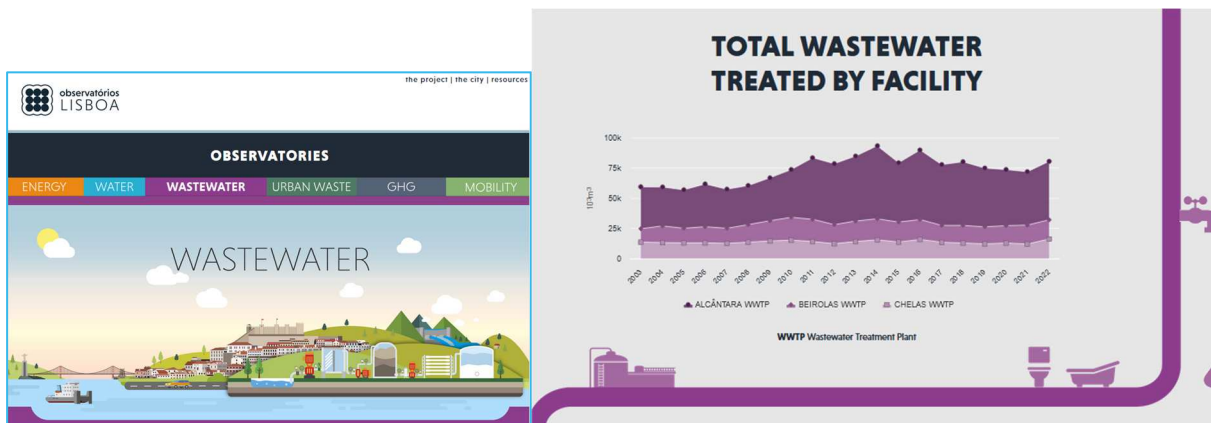 the project | the city | resources
observatórios
LISBOA
OBSERVATORIES
ENERGY WATER WASTEWATER URBAN WASTE GHG MOBILITY
WASTEWATER
TOTAL WASTEWATER
TREATED BY FACILITY
100k
75k
50k
25k
0
10³m³
2003 2004 2005 2006 2007 2008 2009 2010 2011 2012 2013 2014 2015 2016 2017 2018 2019 2020 2021 2022
ALCÂNTARA WWTP BEIROLAS WWTP CHELAS WWTP
WWTP Wastewater Treatment Plant